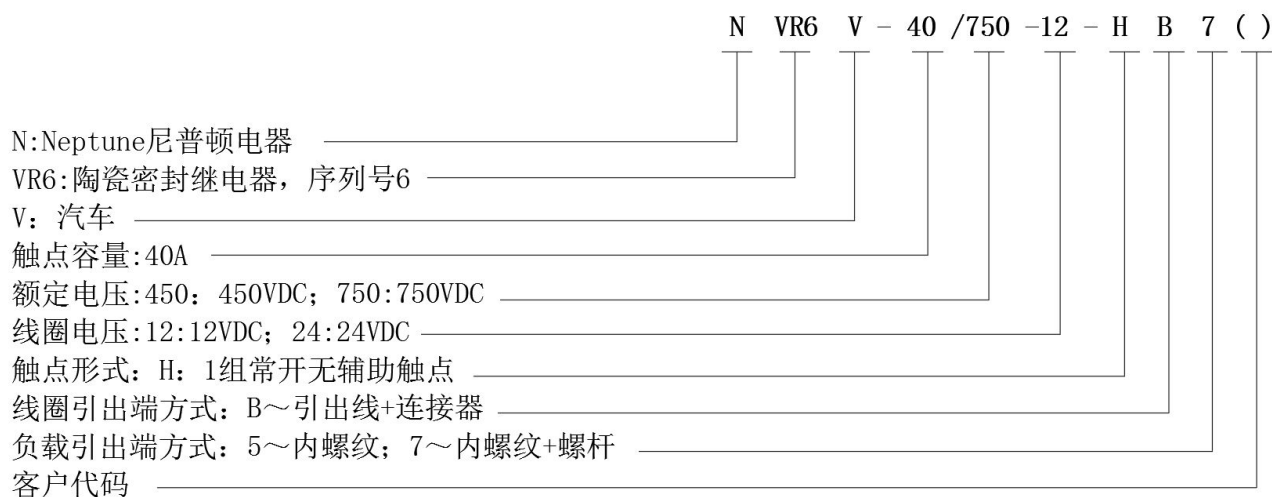 N VR6 V - 40 /750 -12 - H B 7 ( )
N:Neptune尼普顿电器
VR6:陶瓷密封继电器，序列号6
V：汽车
触点容量:40A
额定电压:450：450VDC；750:750VDC
线圈电压:12:12VDC；24:24VDC
触点形式：H：1组常开无辅助触点
线圈引出端方式：B～引出线+连接器
负载引出端方式：5～内螺纹；7～内螺纹+螺杆
客户代码